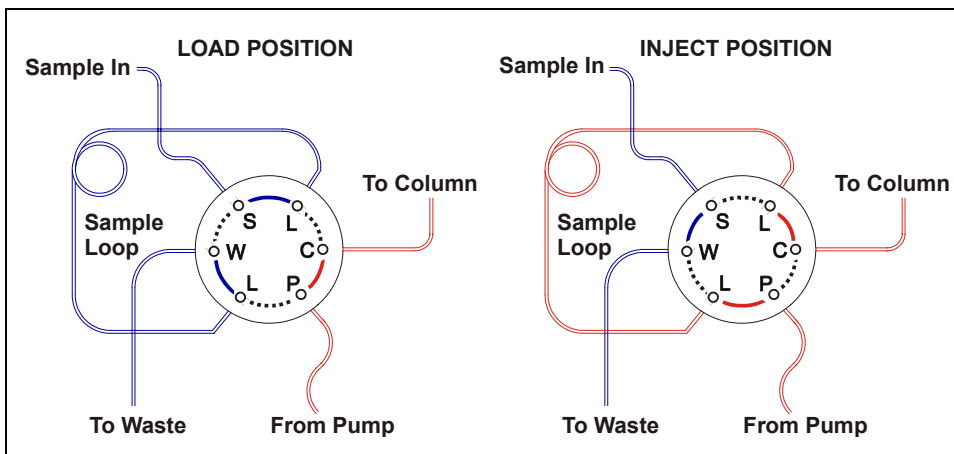 LOAD POSITION
Sample In
To Column
Sample
Loop
S
L
W
C
L
P
To Waste
From Pump
INJECT POSITION
Sample In
To Column
Sample
Loop
S
L
W
C
L
P
To Waste
From Pump